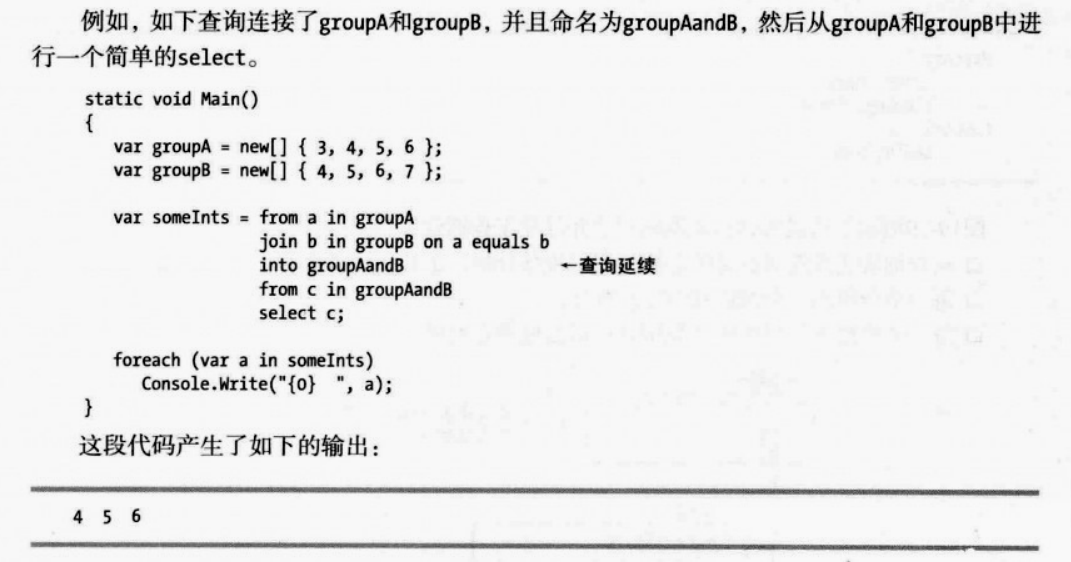 例如，如下查询连接了groupA和groupB，并且命名为groupAandB，然后从groupA和groupB中进
行一个简单的select。
static void Main()
{
var groupA = new[] { 3, 4, 5, 6 };
var groupB = new[] { 4, 5, 6, 7 };
var someInts = from a in groupA
join b in groupB on a equals b
into groupAandB ←查询延续
from c in groupAandB
select c;
foreach (var a in someInts)
Console.Write("{0}  ", a);
}
这段代码产生了如下的输出：
4 5 6